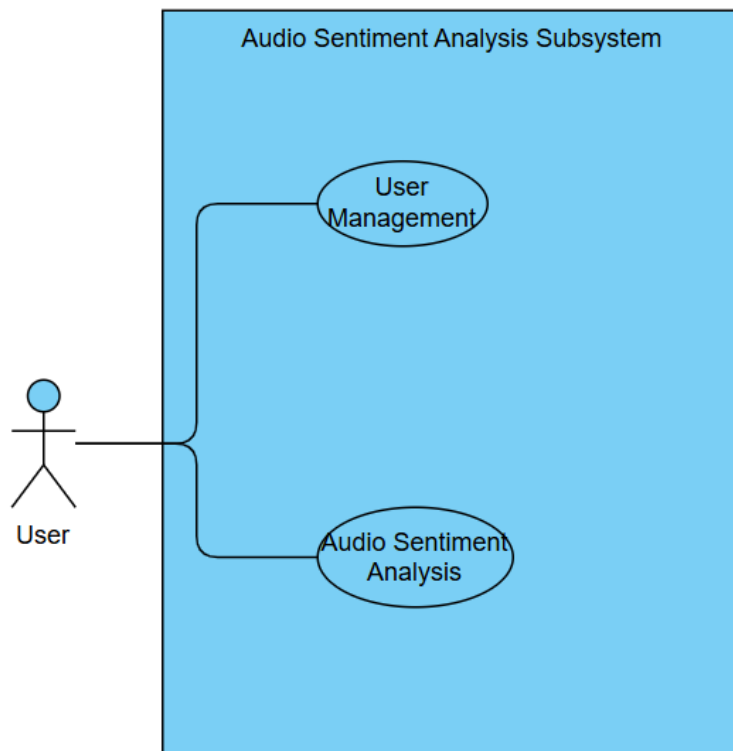 Audio Sentiment Analysis Subsystem
User
Management
User
Audio Sentiment
Analysis